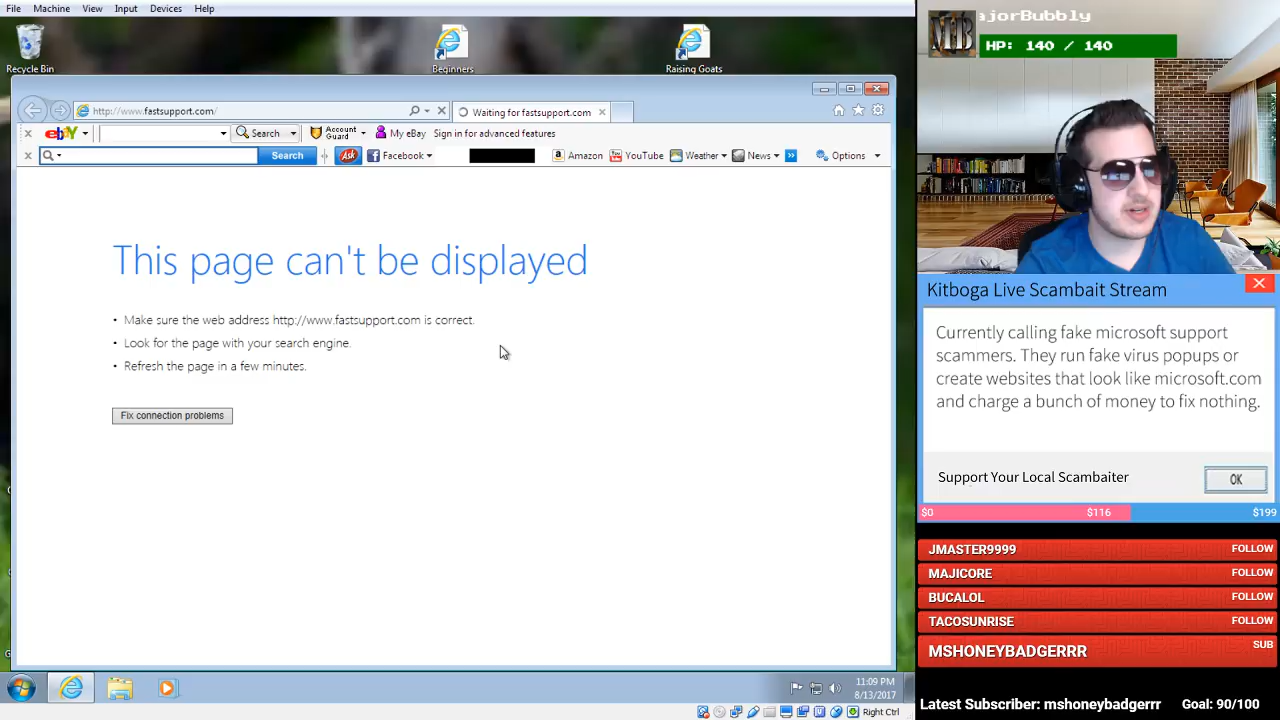 File Machine View Input Devices Help
Recycle Bin
Beginners
Raising Goats
http://www.fastsupport.com/
Waiting for fastsupport.com
ebay Search Account Guard My eBay Sign in for advanced features
Search Ask Facebook Amazon YouTube Weather News Options
This page can't be displayed
• Make sure the web address http://www.fastsupport.com is correct.
• Look for the page with your search engine.
• Refresh the page in a few minutes.
Fix connection problems
11:09 PM
8/13/2017
Right Ctrl
MB
ajorBubbly
HP: 140 / 140
Kitboga Live Scambait Stream
Currently calling fake microsoft support
scammers. They run fake virus popups or
create websites that look like microsoft.com
and charge a bunch of money to fix nothing.
Support Your Local Scambaiter
OK
$0 $116 $199
JMASTER9999 FOLLOW
MAJICORE FOLLOW
BUCALOL FOLLOW
TACOSUNRISE FOLLOW
MSHONEYBADGERRR SUB
Latest Subscriber: mshoneybadgerrr Goal: 90/100